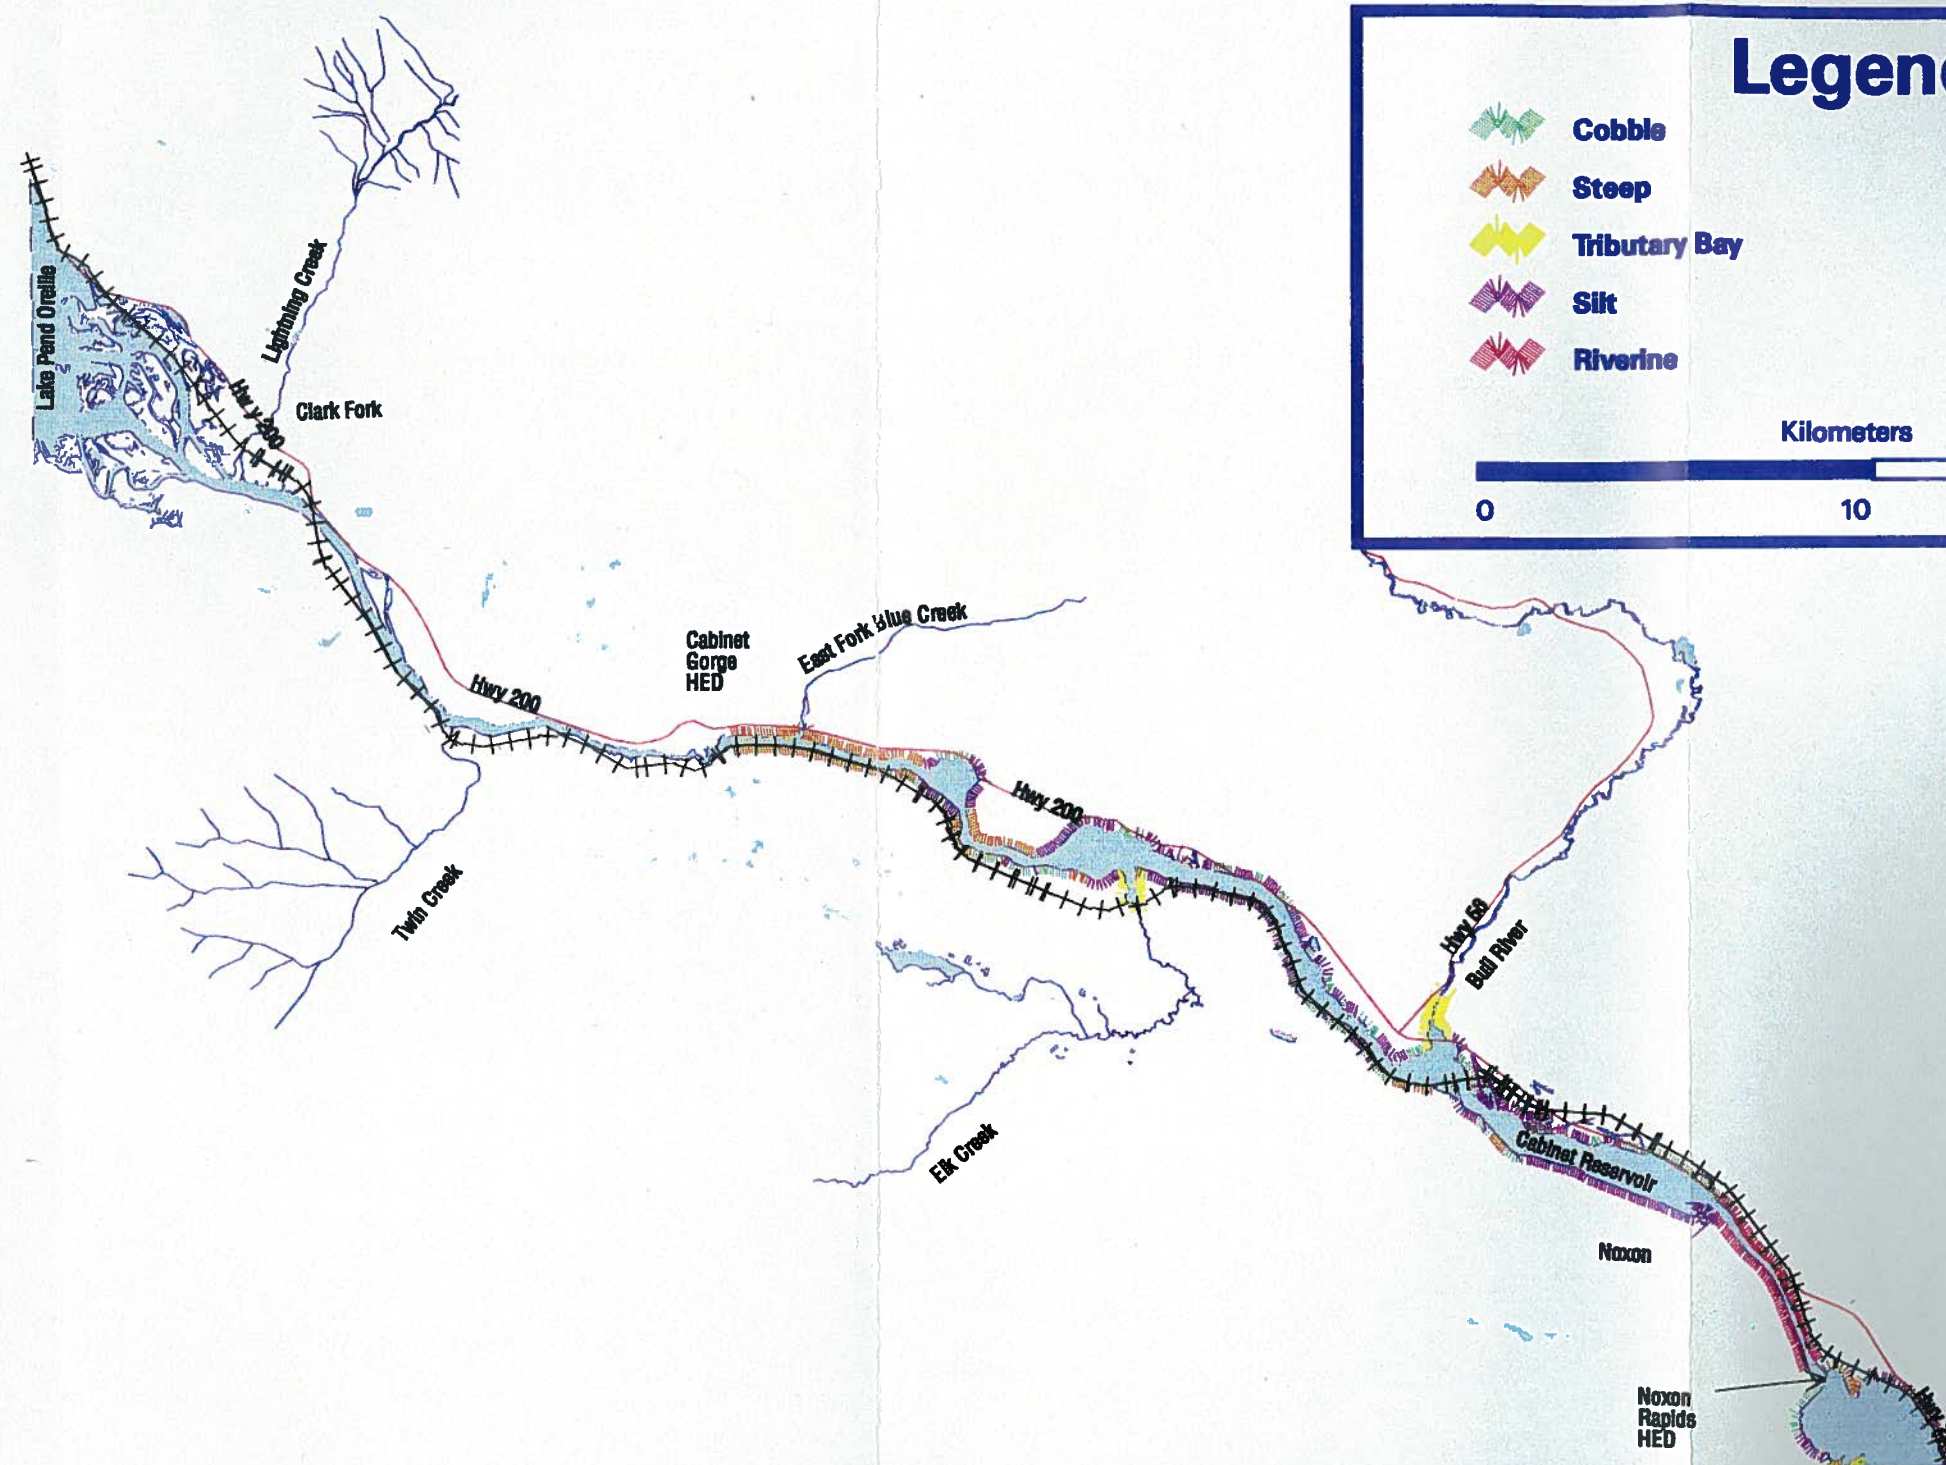 Legen
Cobble
Steep
Tributary Bay
Silt
Riverine
Kilometers
0 10
Lake Pend Oreille
Lightning Creek
Hwy 200
Clark Fork
Hwy 200
Cabinet
Gorge
HED
East Fork Blue Creek
Hwy 200
Twin Creek
Elk Creek
Hwy 56
Bull River
Cabinet Reservoir
Noxon
Noxon
Rapids
HED
Hwy